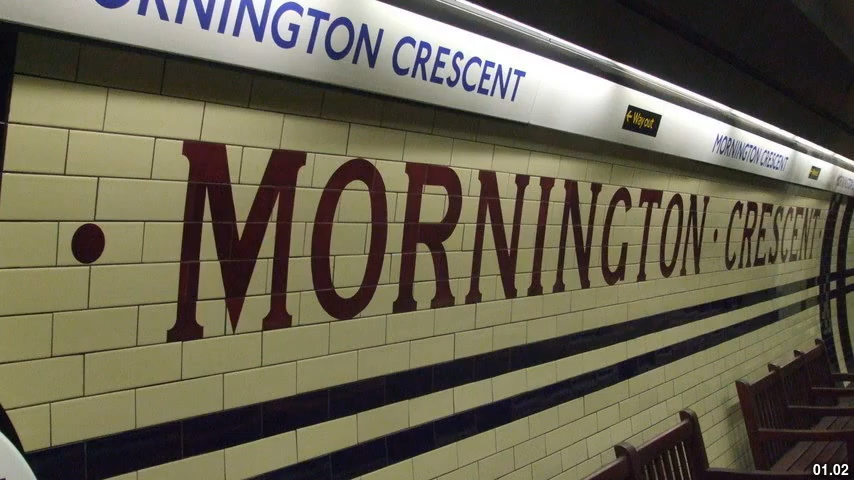 MORNINGTON CRESCENT
← Way out
MORNINGTON CRESCENT
• MORNINGTON • CRESCENT
01.02